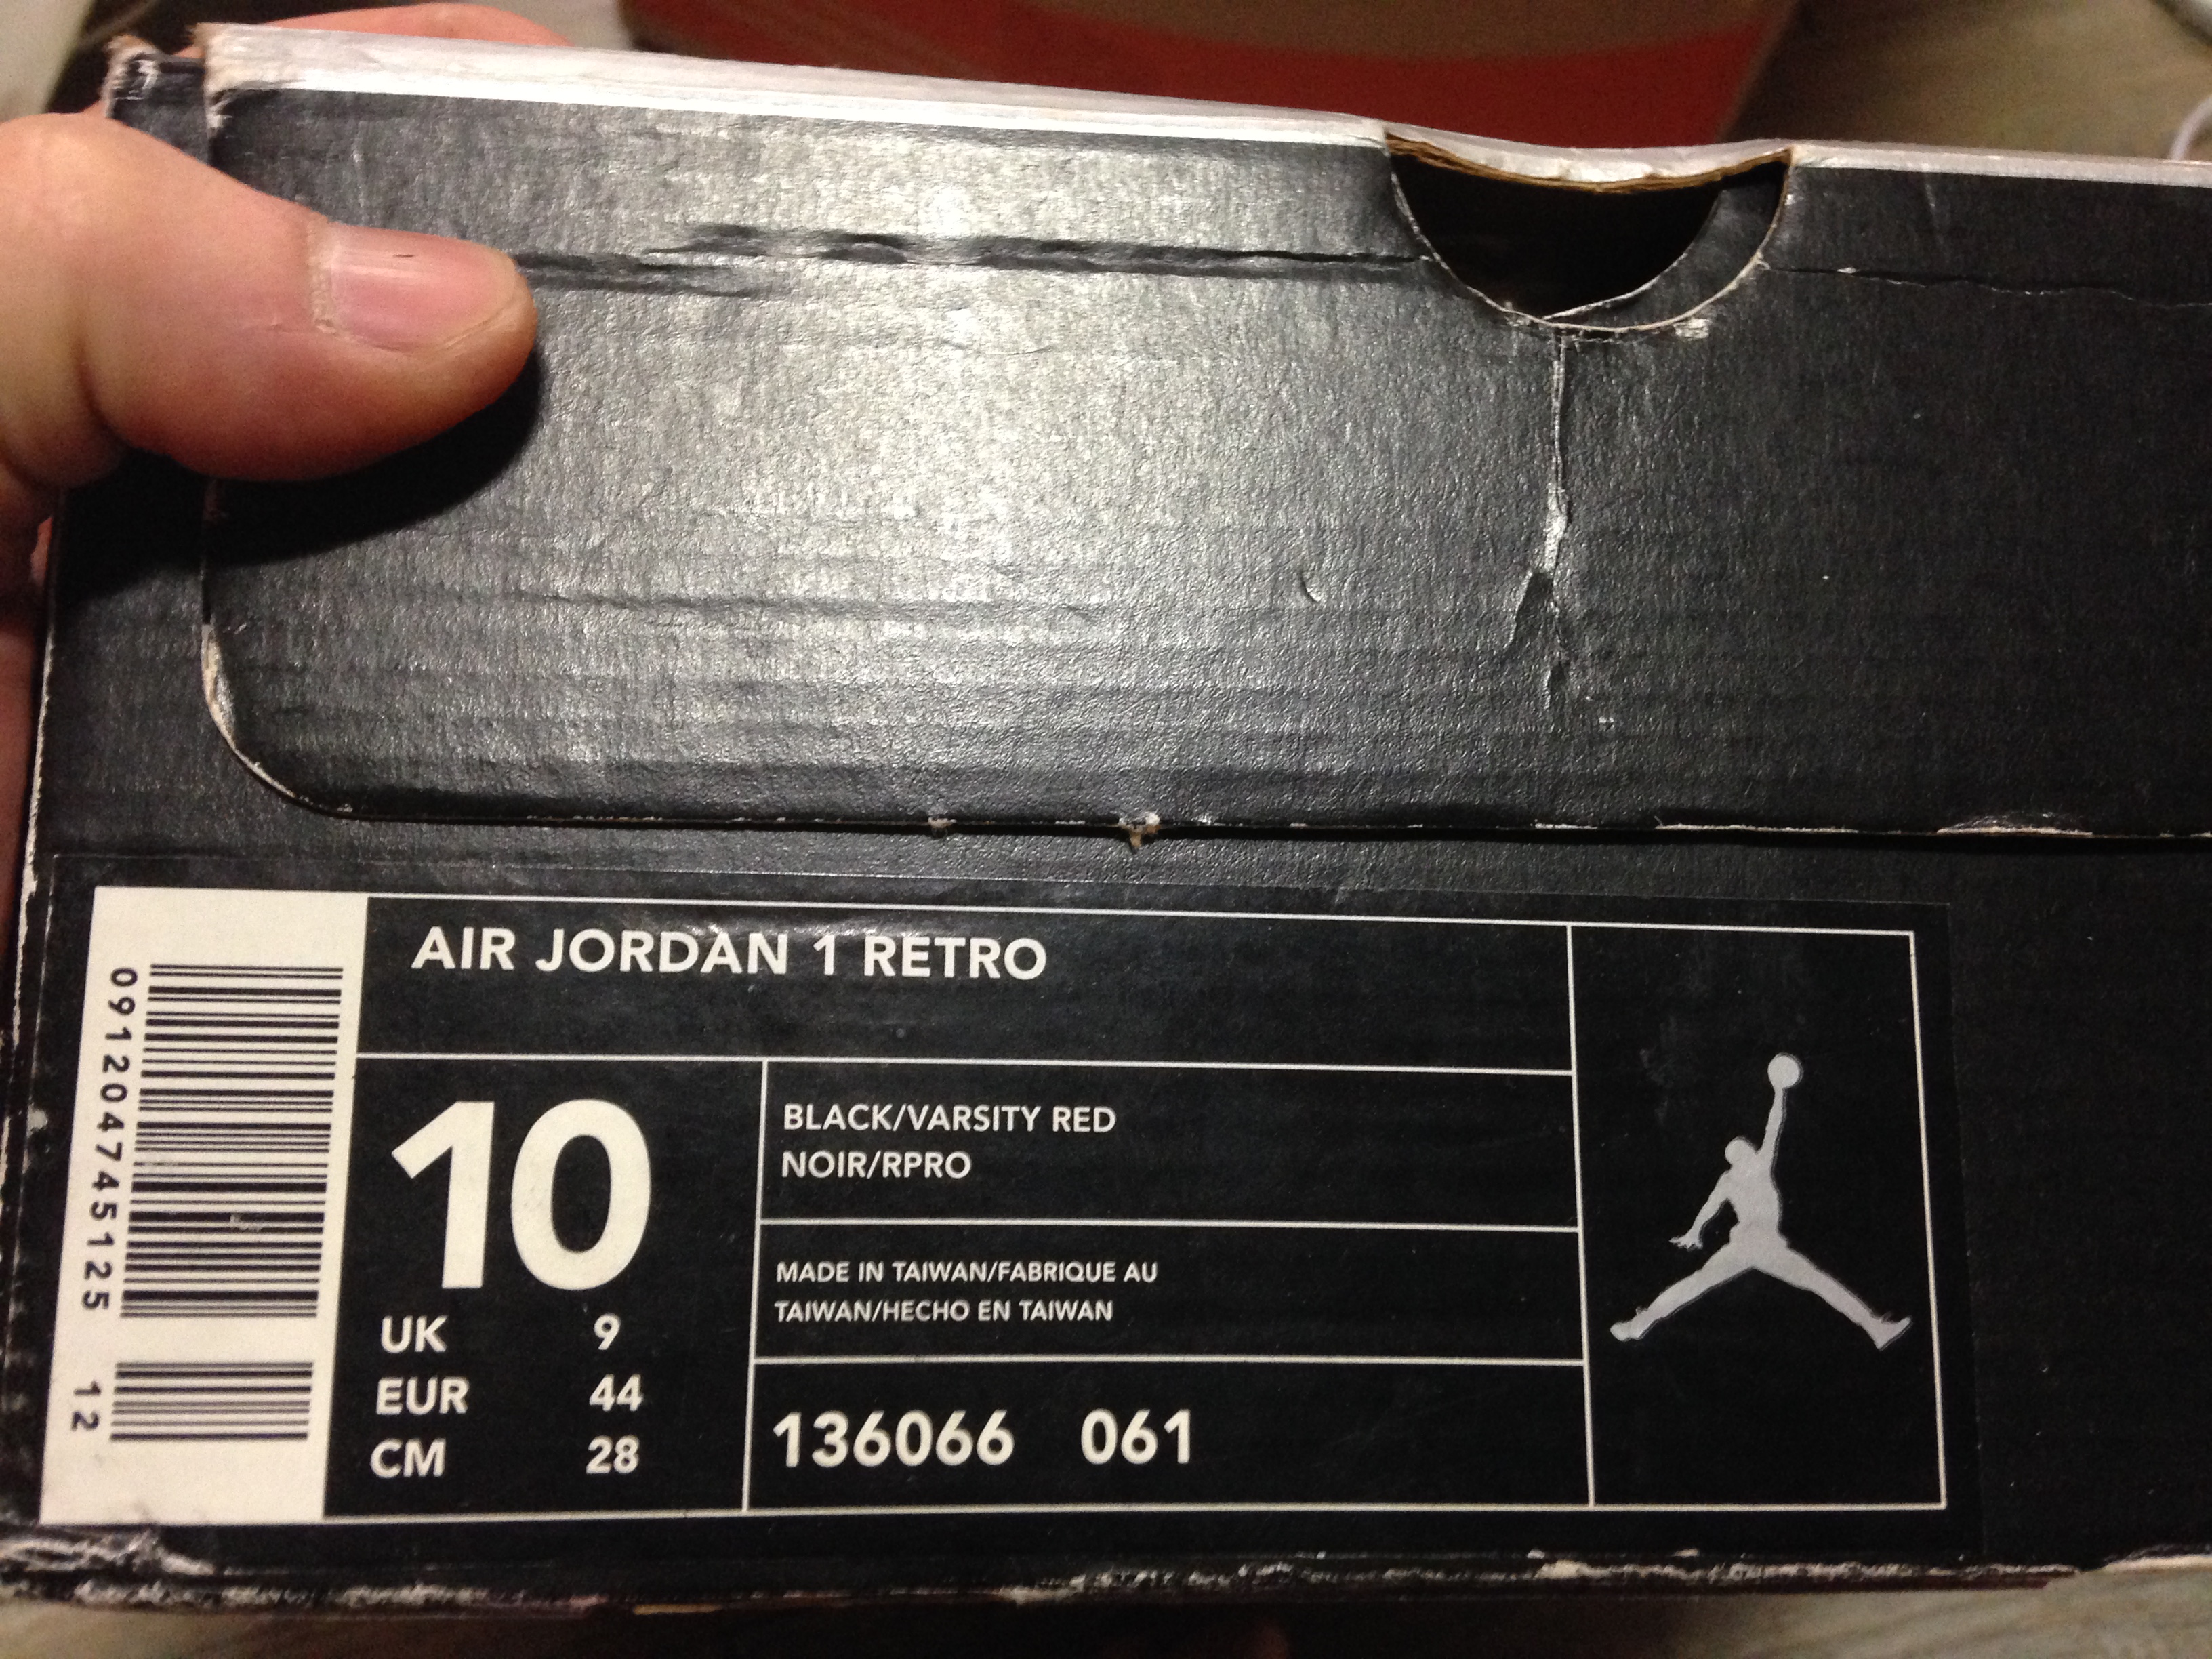 AIR JORDAN 1 RETRO
10
UK 9
EUR 44
CM 28
BLACK/VARSITY RED
NOIR/RPRO
MADE IN TAIWAN/FABRIQUE AU
TAIWAN/HECHO EN TAIWAN
136066 061
091204745125 12